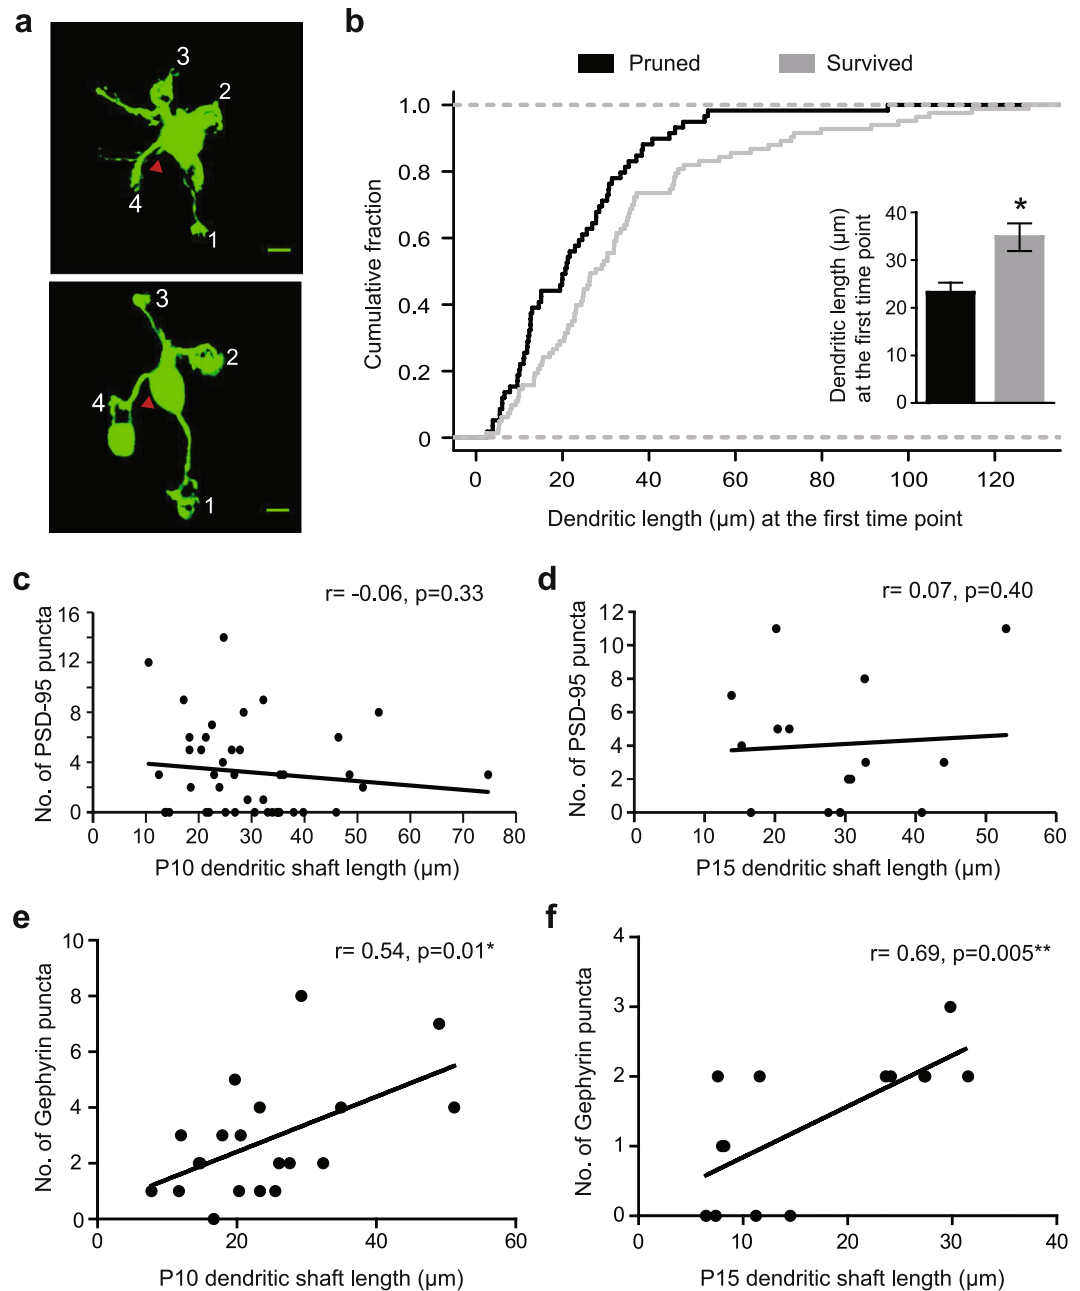 a
3
2
4
1
3
2
4
1
b
Pruned
Survived
1.0
0.8
0.6
0.4
0.2
0
Cumulative fraction
0 20 40 60 80 100 120
Dendritic length (µm) at the first time point
*
40
30
20
10
0
Dendritic length (µm)
at the first time point
c
r= -0.06, p=0.33
16
12
8
4
0
No. of PSD-95 puncta
0 10 20 30 40 50 60 70 80
P10 dendritic shaft length (µm)
d
r= 0.07, p=0.40
12
10
8
6
4
2
0
No. of PSD-95 puncta
0 10 20 30 40 50 60
P15 dendritic shaft length (µm)
e
r= 0.54, p=0.01*
10
8
6
4
2
0
No. of Gephyrin puncta
0 20 40 60
P10 dendritic shaft length (µm)
f
r= 0.69, p=0.005**
4
3
2
1
0
No. of Gephyrin puncta
0 10 20 30 40
P15 dendritic shaft length (µm)